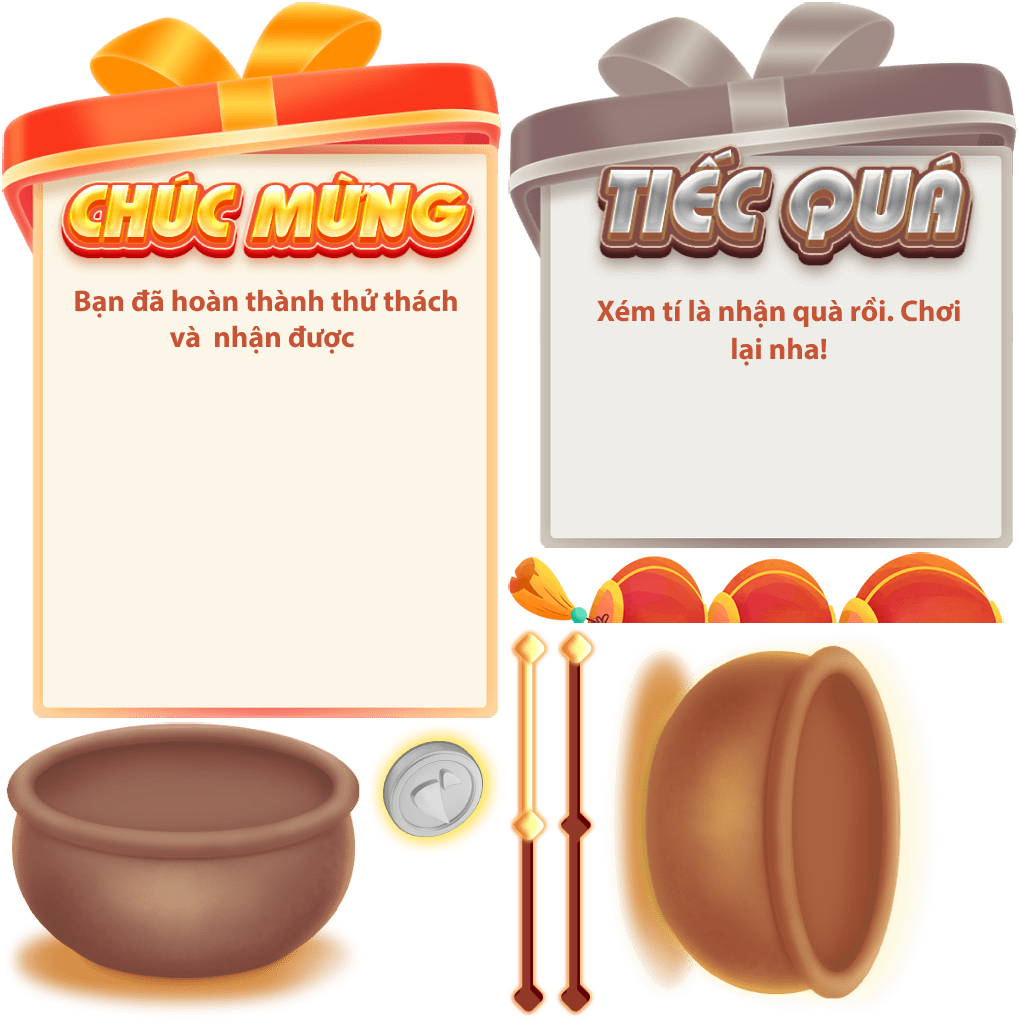 CHÚC MỪNG
Bạn đã hoàn thành thử thách
và  nhận được
TIẾC QUÁ
Xém tí là nhận quà rồi. Chơi
lại nha!